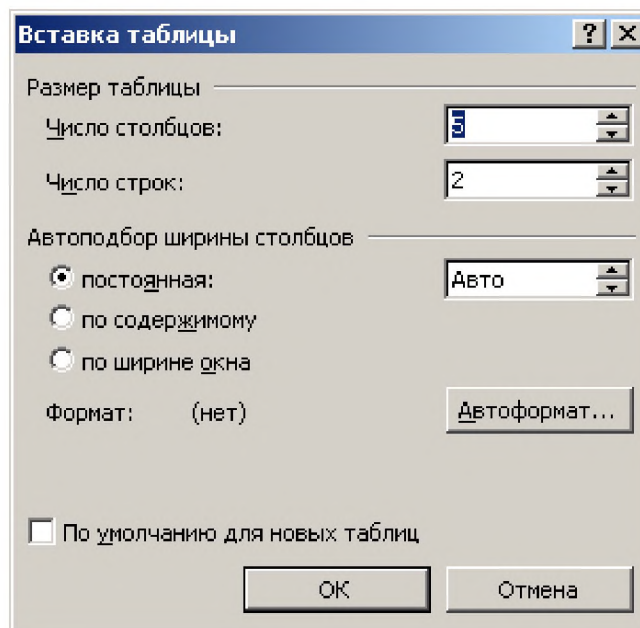 Вставка таблицы
Размер таблицы
Число столбцов: 5
Число строк: 2
Автоподбор ширины столбцов
постоянная: Авто
по содержимому
по ширине окна
Формат: (нет) Автоформат...
По умолчанию для новых таблиц
ОК Отмена